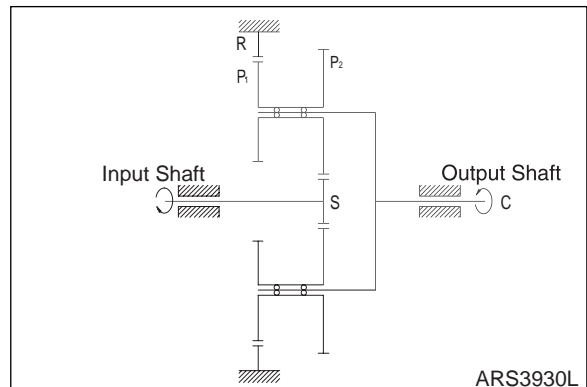 R
P₁ P₂
Input Shaft Output Shaft
S C
ARS3930L